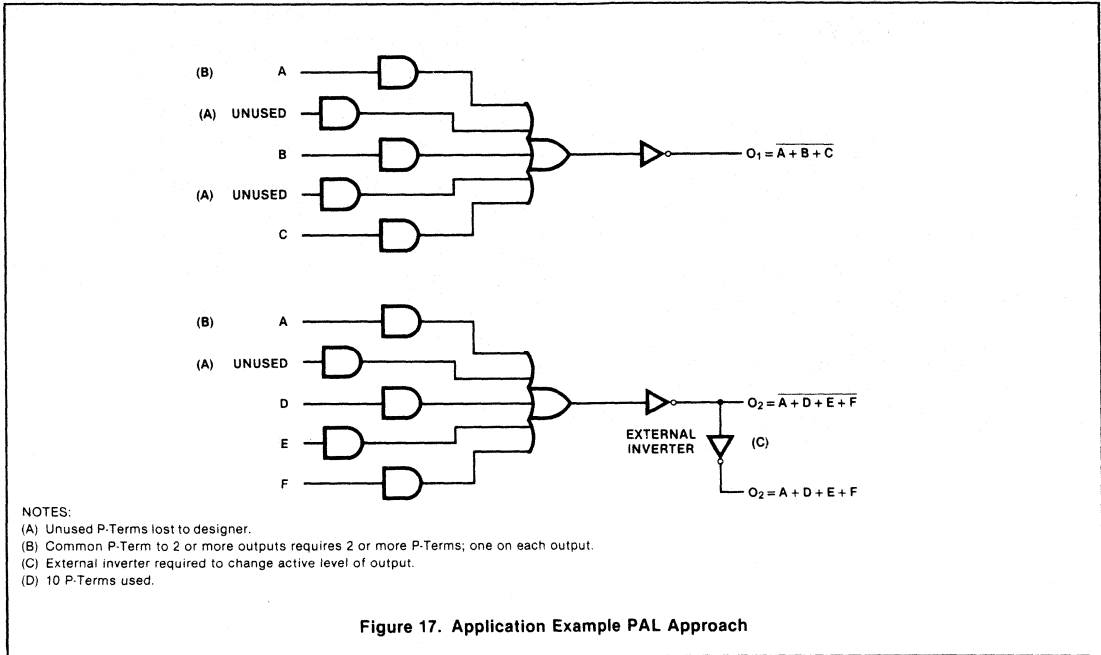 (B) A
(A) UNUSED
B
(A) UNUSED
C
O₁ = \overline{A + B + C}
(B) A
(A) UNUSED
D
E
F
O₂ = \overline{A + D + E + F}
EXTERNAL
INVERTER
(C)
O₂ = A + D + E + F
NOTES:
(A) Unused P-Terms lost to designer.
(B) Common P-Term to 2 or more outputs requires 2 or more P-Terms; one on each output.
(C) External inverter required to change active level of output.
(D) 10 P-Terms used.
Figure 17. Application Example PAL Approach